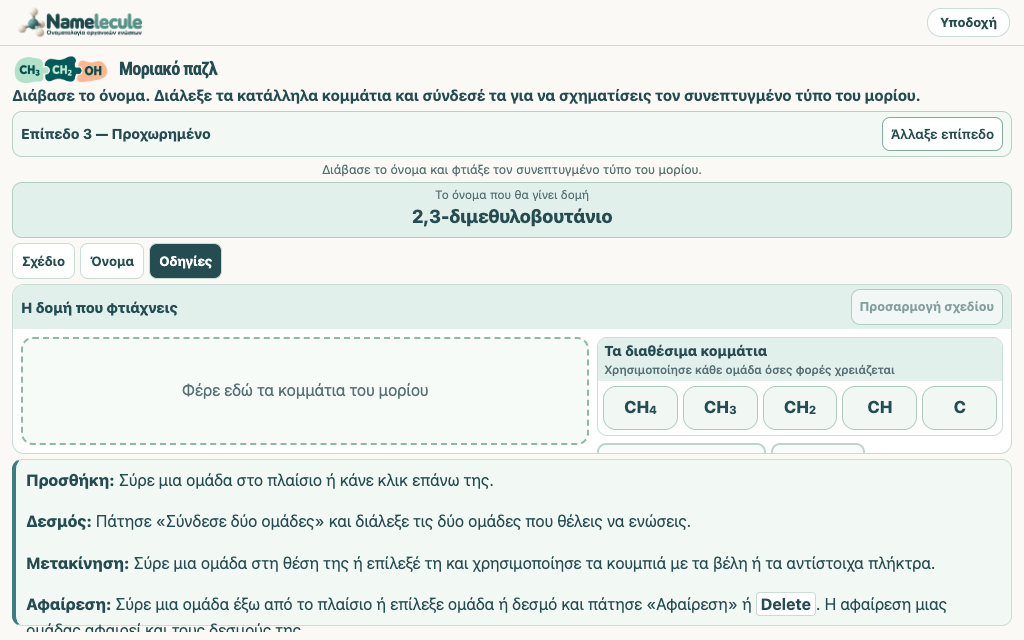 Namelecule
Ονοματολογία οργανικών ενώσεων
Υποδοχή
CH₃ CH₂ OH Μοριακό παζλ
Διάβασε το όνομα. Διάλεξε τα κατάλληλα κομμάτια και σύνδεσέ τα για να σχηματίσεις τον συνεπτυγμένο τύπο του μορίου.
Επίπεδο 3 — Προχωρημένο
Άλλαξε επίπεδο
Διάβασε το όνομα και φτιάξε τον συνεπτυγμένο τύπο του μορίου.
Το όνομα που θα γίνει δομή
2,3-διμεθυλοβουτάνιο
Σχέδιο Όνομα Οδηγίες
Η δομή που φτιάχνεις
Προσαρμογή σχεδίου
Φέρε εδώ τα κομμάτια του μορίου
Τα διαθέσιμα κομμάτια
Χρησιμοποίησε κάθε ομάδα όσες φορές χρειάζεται
CH₄ CH₃ CH₂ CH C
Προσθήκη: Σύρε μια ομάδα στο πλαίσιο ή κάνε κλικ επάνω της.
Δεσμός: Πάτησε «Σύνδεσε δύο ομάδες» και διάλεξε τις δύο ομάδες που θέλεις να ενώσεις.
Μετακίνηση: Σύρε μια ομάδα στη θέση της ή επίλεξέ τη και χρησιμοποίησε τα κουμπιά με τα βέλη ή τα αντίστοιχα πλήκτρα.
Αφαίρεση: Σύρε μια ομάδα έξω από το πλαίσιο ή επίλεξε ομάδα ή δεσμό και πάτησε «Αφαίρεση» ή Delete. Η αφαίρεση μιας
ομάδας αφαιρεί και τους δεσμούς της.